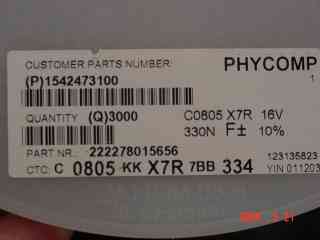 CUSTOMER PARTS NUMBER:
PHYCOMP
(P)1542473100
1
QUANTITY (Q)3000
C0805 X7R 16V
330N F± 10%
PART NR.: 222278015656
123135823
CTC: C 0805 KK X7R 7BB 334
YIN 011203